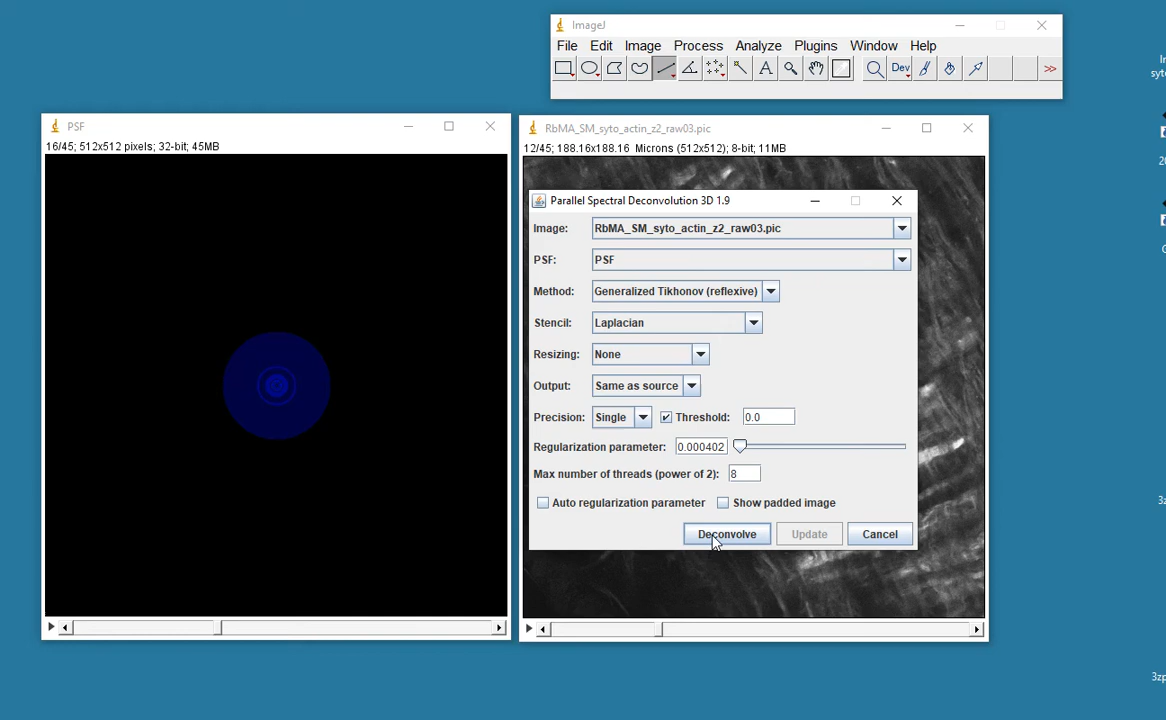 ImageJ
File Edit Image Process Analyze Plugins Window Help
Dev
>>
PSF
16/45; 512x512 pixels; 32-bit; 45MB
RbMA_SM_syto_actin_z2_raw03.pic
12/45; 188.16x188.16 Microns (512x512); 8-bit; 11MB
Parallel Spectral Deconvolution 3D 1.9
Image: RbMA_SM_syto_actin_z2_raw03.pic
PSF: PSF
Method: Generalized Tikhonov (reflexive)
Stencil: Laplacian
Resizing: None
Output: Same as source
Precision: Single Threshold: 0.0
Regularization parameter: 0.000402
Max number of threads (power of 2): 8
Auto regularization parameter Show padded image
Deconvolve Update Cancel